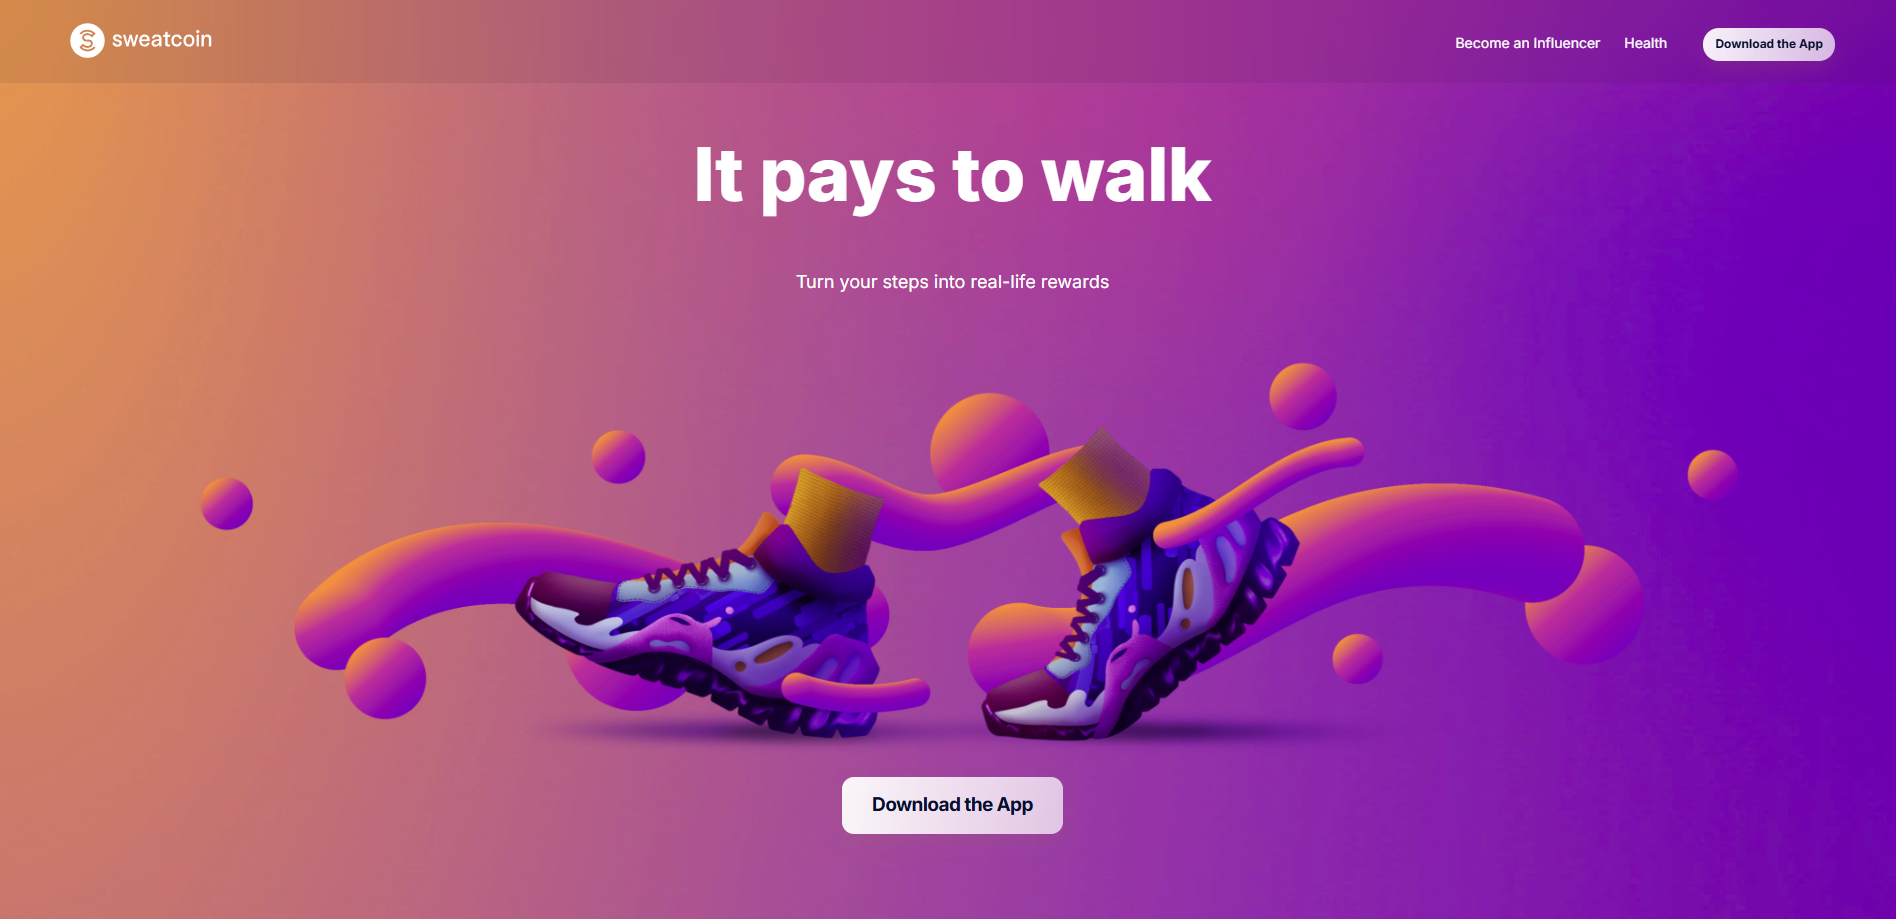 sweatcoin
Become an Influencer
Health
Download the App
It pays to walk
Turn your steps into real-life rewards
Download the App